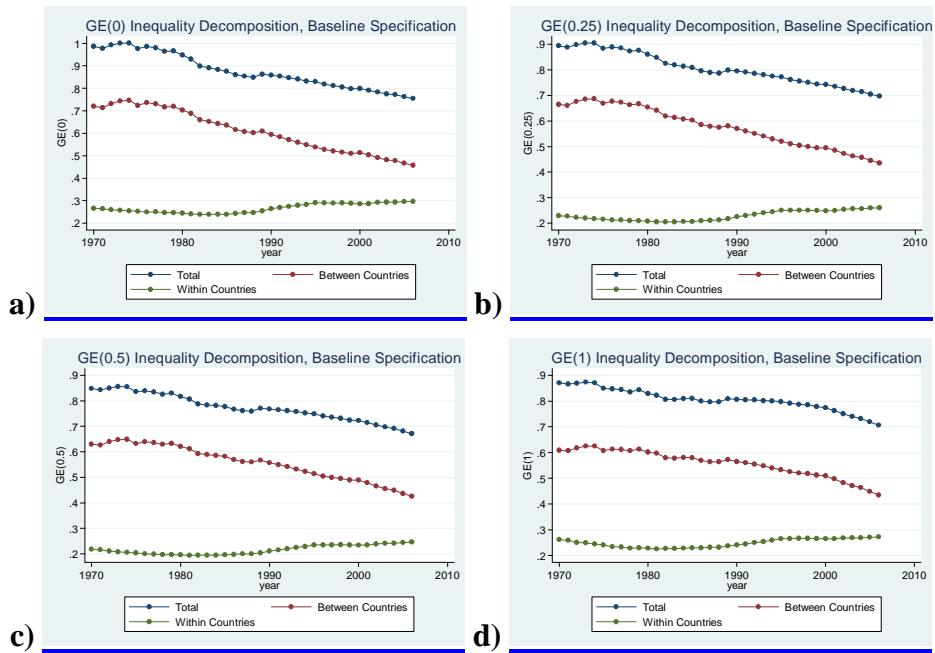 GE(0) Inequality Decomposition, Baseline Specification
1
.9
.8
.7
.6
.5
.4
.3
.2
GE(0)
1970 1980 1990 2000 2010
year
Total Between Countries
Within Countries
a)
GE(0.25) Inequality Decomposition, Baseline Specification
.9
.8
.7
.6
.5
.4
.3
.2
GE(0.25)
1970 1980 1990 2000 2010
year
Total Between Countries
Within Countries
b)
GE(0.5) Inequality Decomposition, Baseline Specification
.9
.8
.7
.6
.5
.4
.3
.2
GE(0.5)
1970 1980 1990 2000 2010
year
Total Between Countries
Within Countries
c)
GE(1) Inequality Decomposition, Baseline Specification
.9
.8
.7
.6
.5
.4
.3
.2
GE(1)
1970 1980 1990 2000 2010
year
Total Between Countries
Within Countries
d)